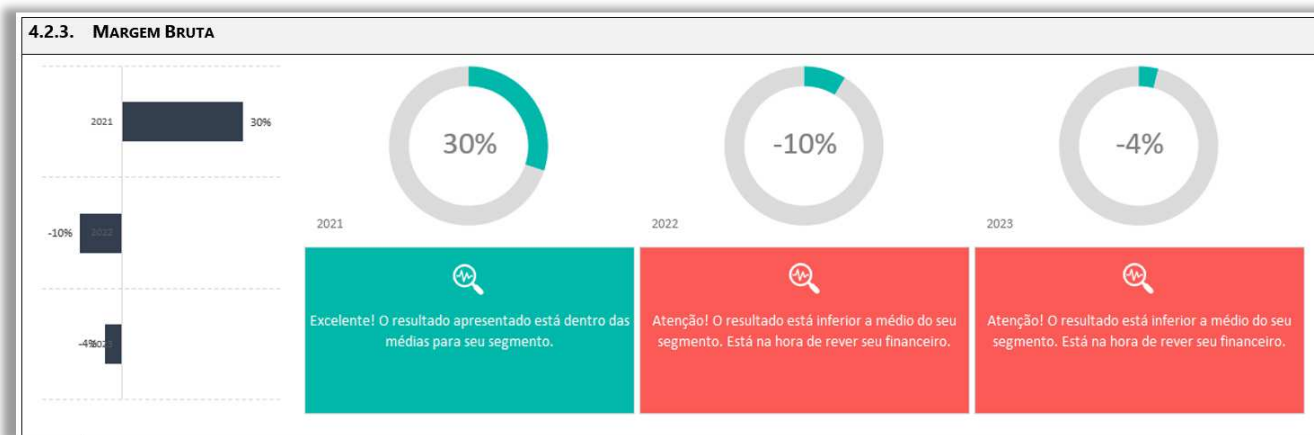 4.2.3. MARGEM BRUTA
2021
30%
-10%
2022
-4%
2023
30%
2021
-10%
2022
-4%
2023
Excelente! O resultado apresentado está dentro das
médias para seu segmento.
Atenção! O resultado está inferior a médio do seu
segmento. Está na hora de rever seu financeiro.
Atenção! O resultado está inferior a médio do seu
segmento. Está na hora de rever seu financeiro.